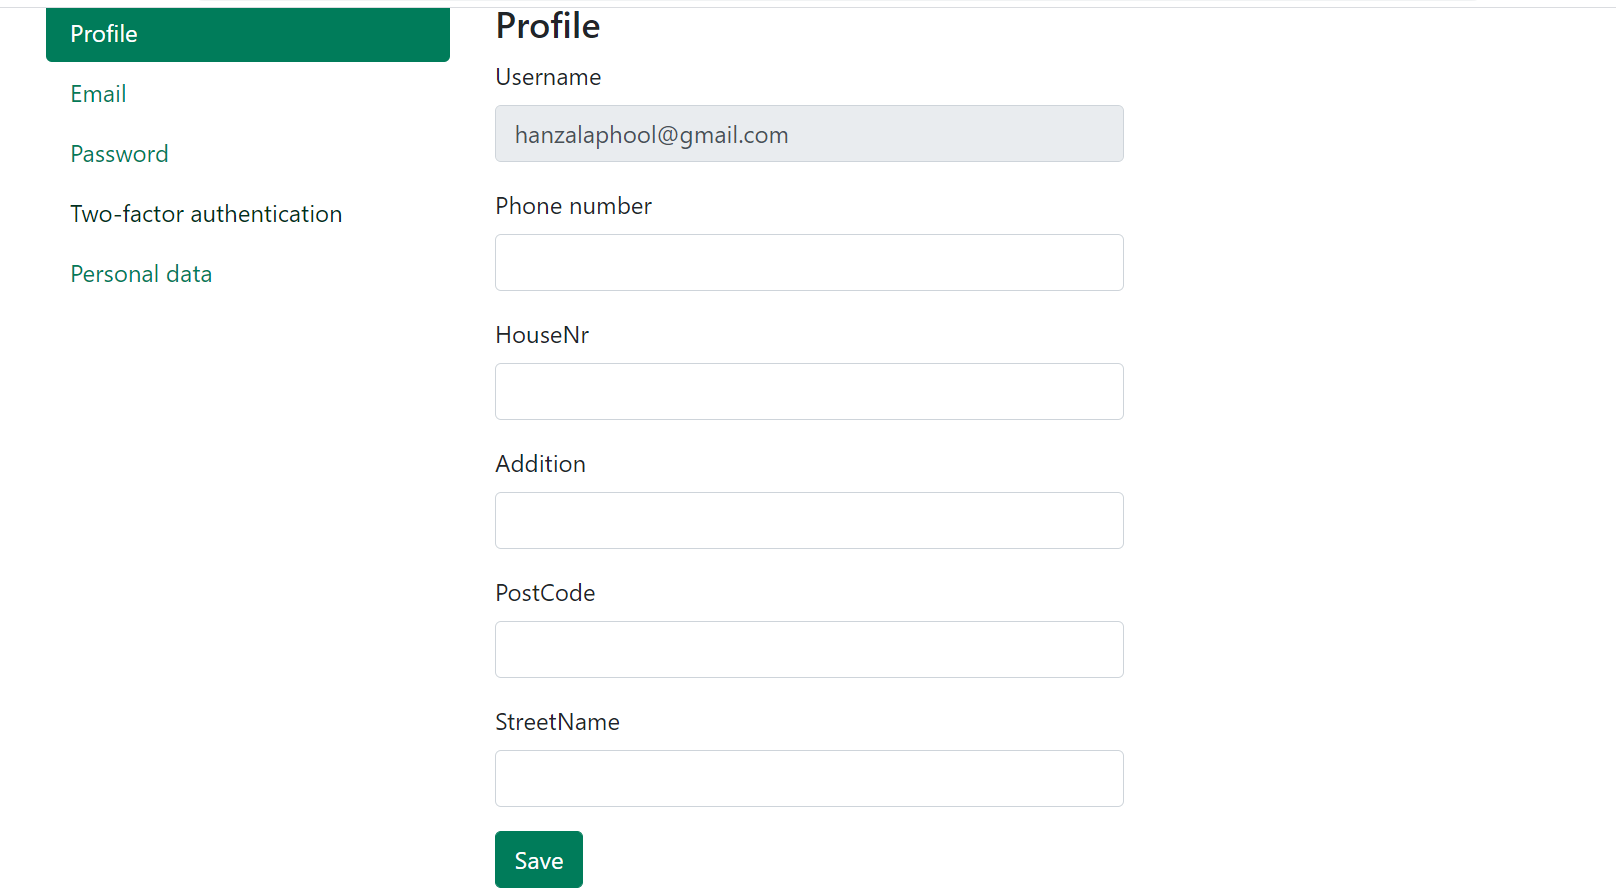 Profile
Email
Password
Two-factor authentication
Personal data
Profile
Username
hanzalaphool@gmail.com
Phone number
HouseNr
Addition
PostCode
StreetName
Save